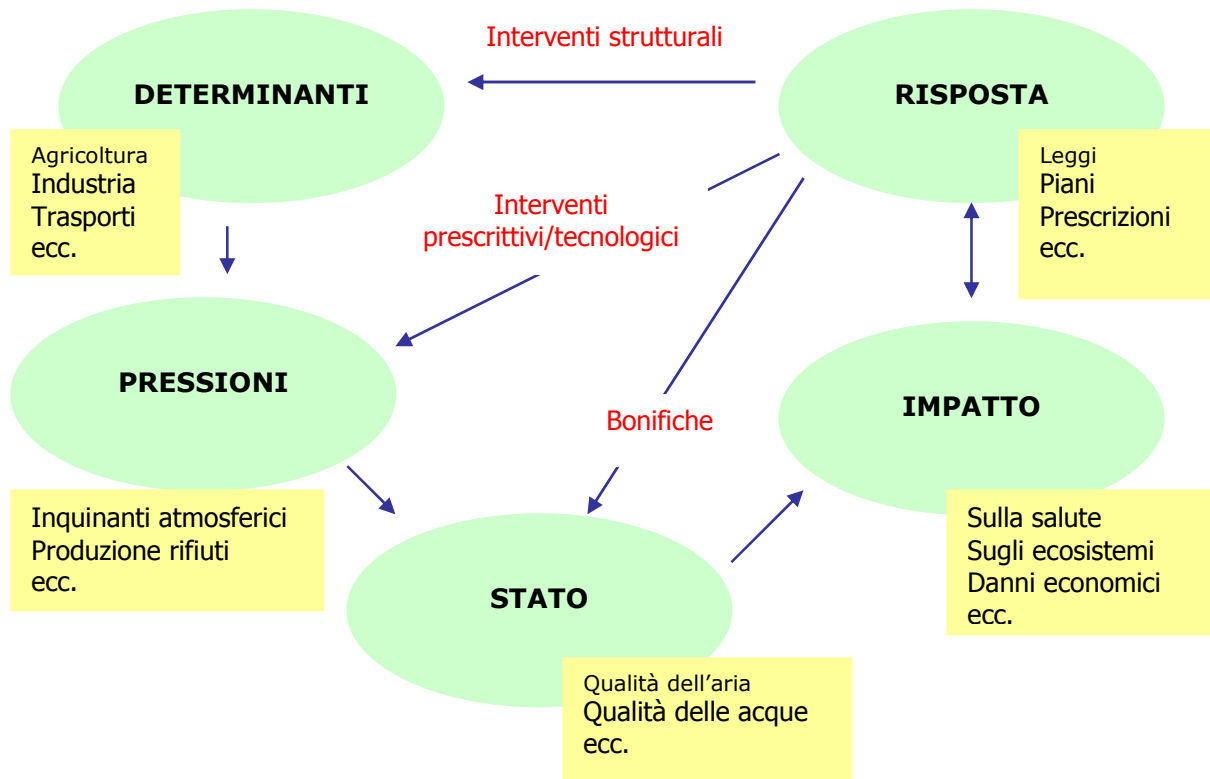 Interventi strutturali
DETERMINANTI
RISPOSTA
Agricoltura
Industria
Trasporti
ecc.
Leggi
Piani
Prescrizioni
ecc.
Interventi
prescrittivi/tecnologici
PRESSIONI
IMPATTO
Bonifiche
Inquinanti atmosferici
Produzione rifiuti
ecc.
Sulla salute
Sugli ecosistemi
Danni economici
ecc.
STATO
Qualità dell’aria
Qualità delle acque
ecc.